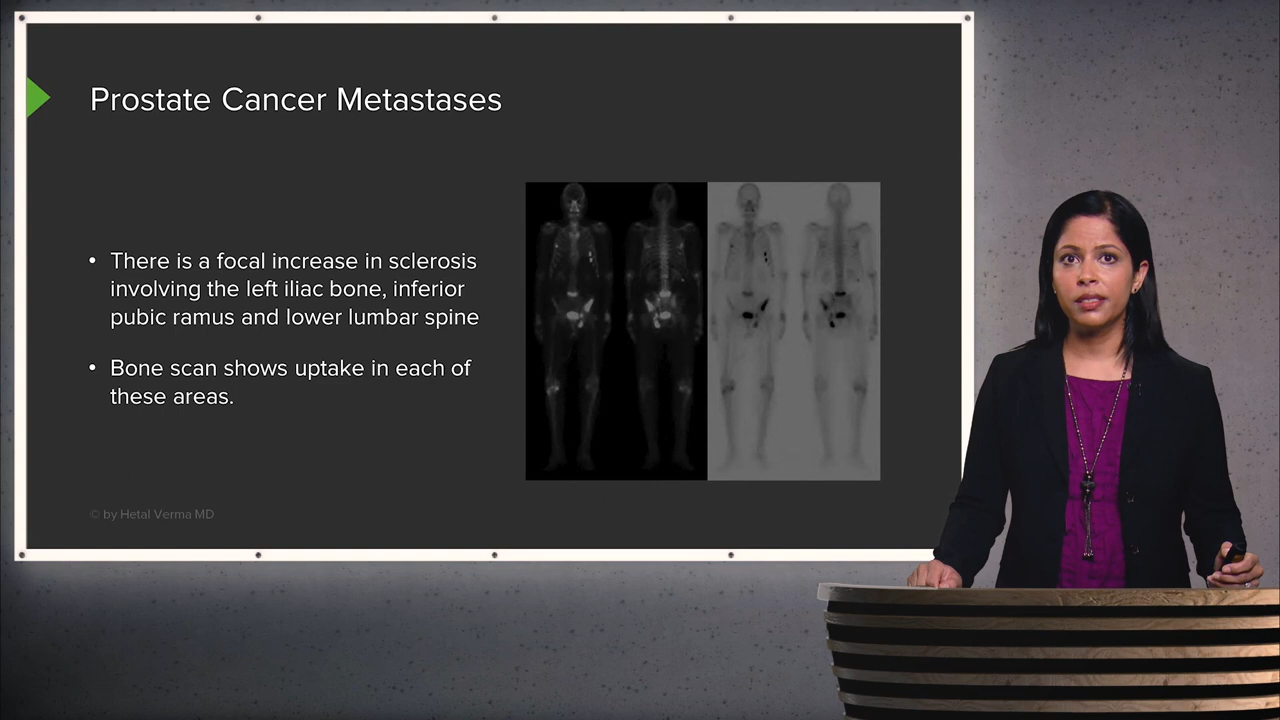 Prostate Cancer Metastases
• There is a focal increase in sclerosis
involving the left iliac bone, inferior
pubic ramus and lower lumbar spine
• Bone scan shows uptake in each of
these areas.
© by Hetal Verma MD